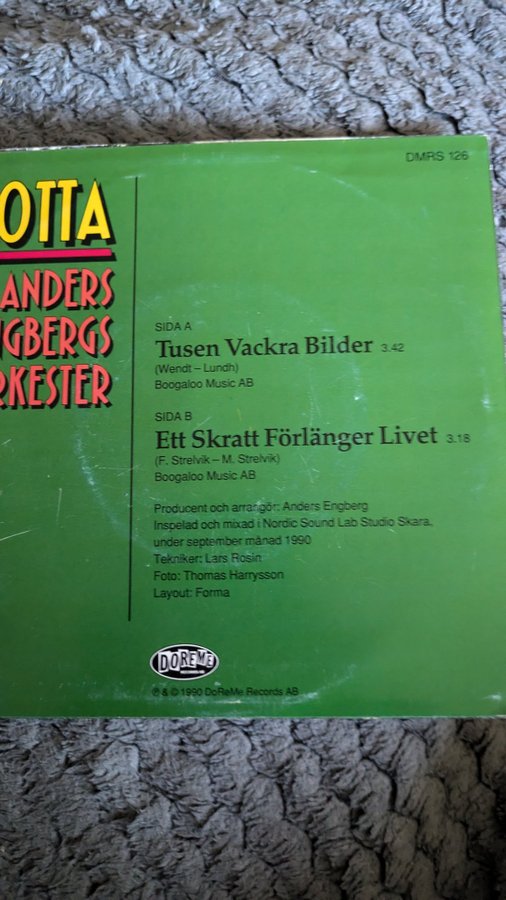 DMRS 126
OTTA
ANDERS
NGBERGS
RKESTER
SIDA A
Tusen Vackra Bilder 3.42
(Wendt – Lundh)
Boogaloo Music AB
SIDA B
Ett Skratt Förlänger Livet 3.18
(F. Strelvik – M. Strelvik)
Boogaloo Music AB
Producent och arrangör: Anders Engberg
Inspelad och mixad i Nordic Sound Lab Studio Skara,
under september månad 1990
Tekniker: Lars Rosin
Foto: Thomas Harrysson
Layout: Forma
DOREME
℗ & © 1990 DoReMe Records AB